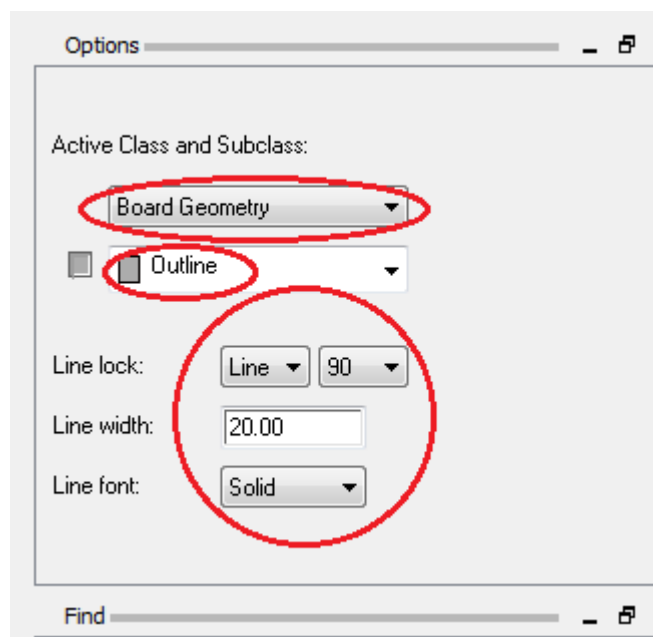 Options
Active Class and Subclass:
Board Geometry
Outline
Line lock: Line 90
Line width: 20.00
Line font: Solid
Find